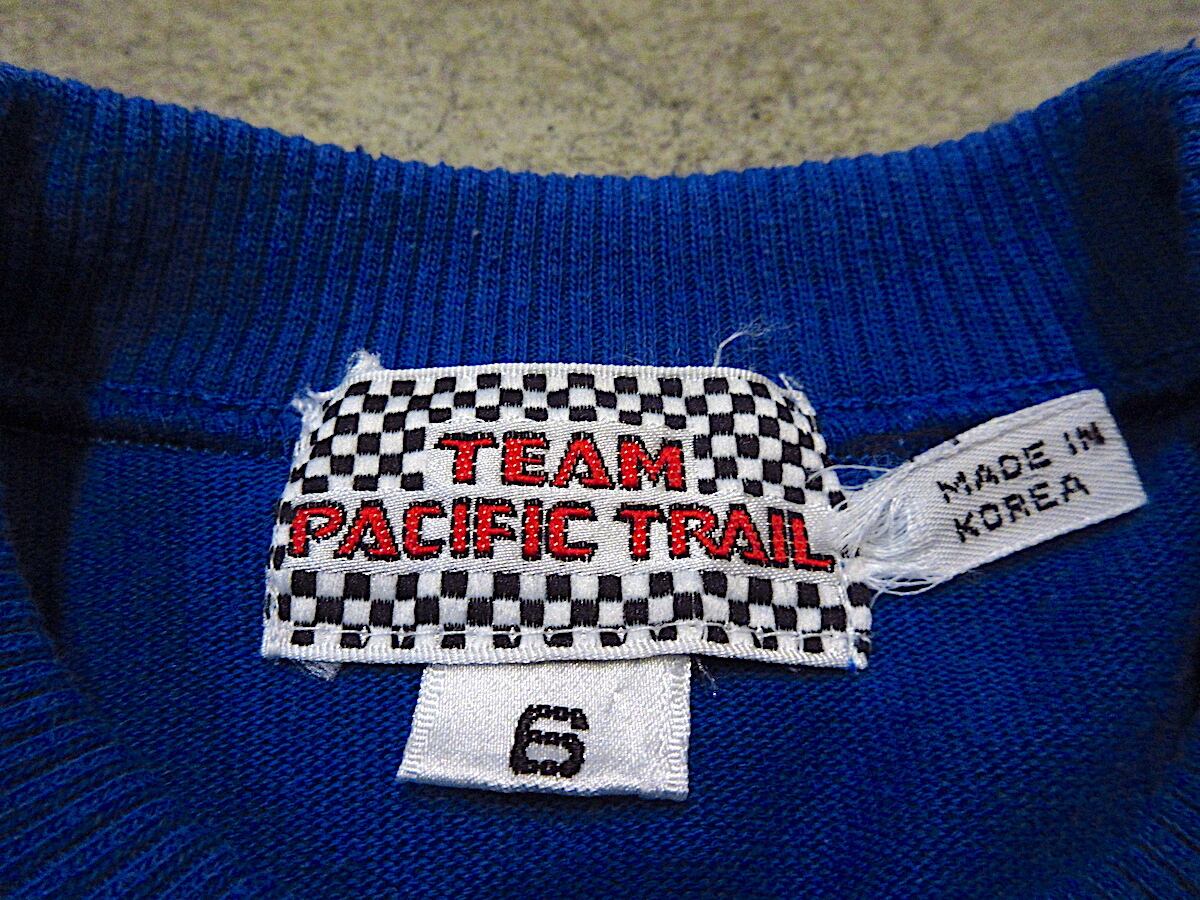 TEAM
PACIFIC TRAIL
MADE IN
KOREA
6